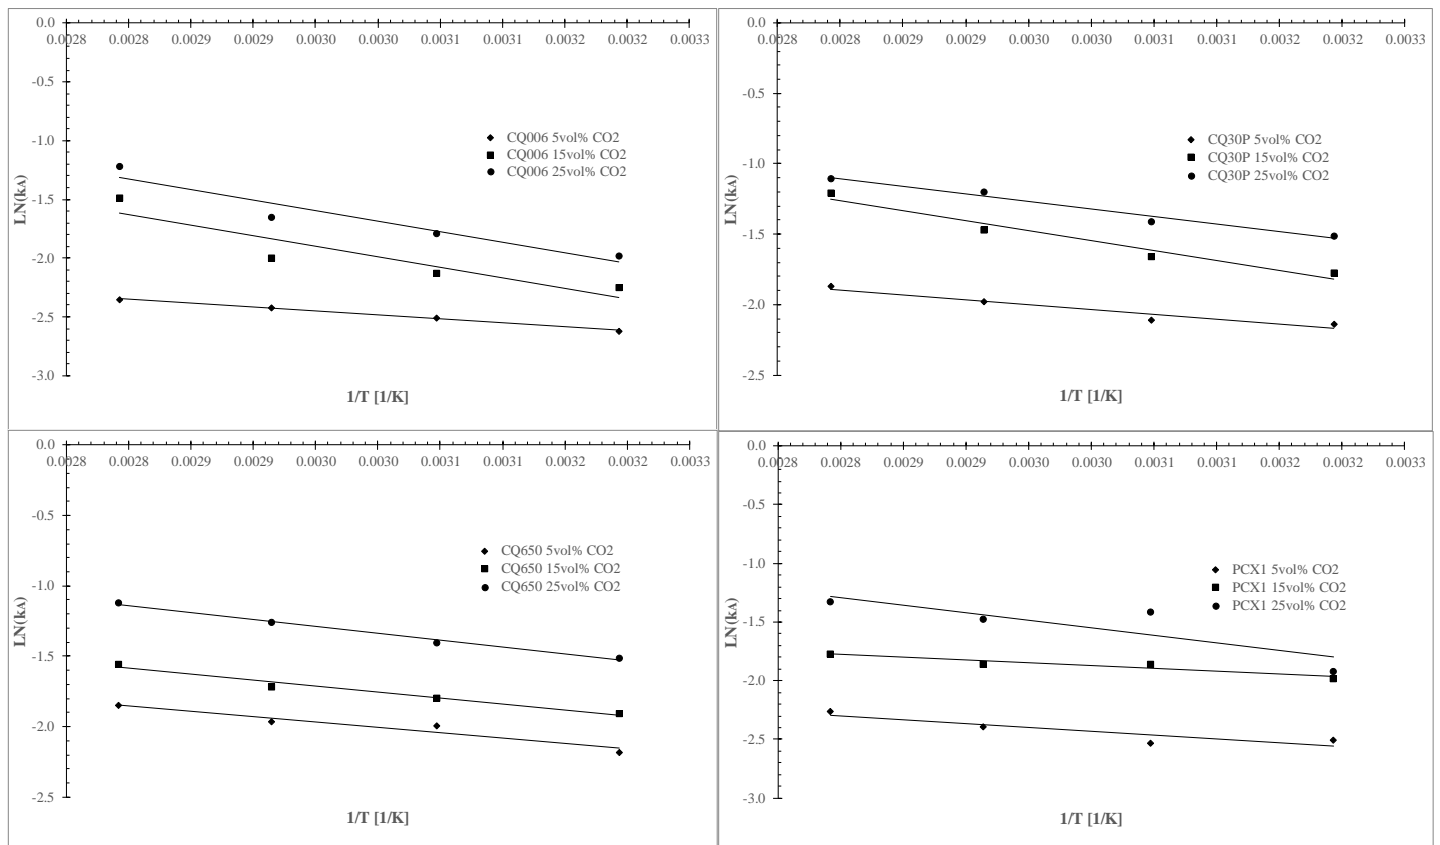 0.0
0.0028 0.0029 0.0029 0.0030 0.0030 0.0031 0.0031 0.0032 0.0032 0.0033
-0.5
-1.0
-1.5
-2.0
-2.5
-3.0
LN(kA)
CQ006 5vol% CO2
CQ006 15vol% CO2
CQ006 25vol% CO2
1/T [1/K]
0.0
0.0028 0.0028 0.0029 0.0029 0.0030 0.0030 0.0031 0.0031 0.0032 0.0032 0.0033
-0.5
-1.0
-1.5
-2.0
-2.5
LN(kA)
CQ30P 5vol% CO2
CQ30P 15vol% CO2
CQ30P 25vol% CO2
1/T [1/K]
0.0
0.0028 0.0028 0.0029 0.0029 0.0030 0.0030 0.0031 0.0031 0.0032 0.0032 0.0033
-0.5
-1.0
-1.5
-2.0
-2.5
LN(kA)
CQ650 5vol% CO2
CQ650 15vol% CO2
CQ650 25vol% CO2
1/T [1/K]
0.0
0.0028 0.0028 0.0029 0.0029 0.0030 0.0030 0.0031 0.0031 0.0032 0.0032 0.0033
-0.5
-1.0
-1.5
-2.0
-2.5
-3.0
LN(kA)
PCX1 5vol% CO2
PCX1 15vol% CO2
PCX1 25vol% CO2
1/T [1/K]